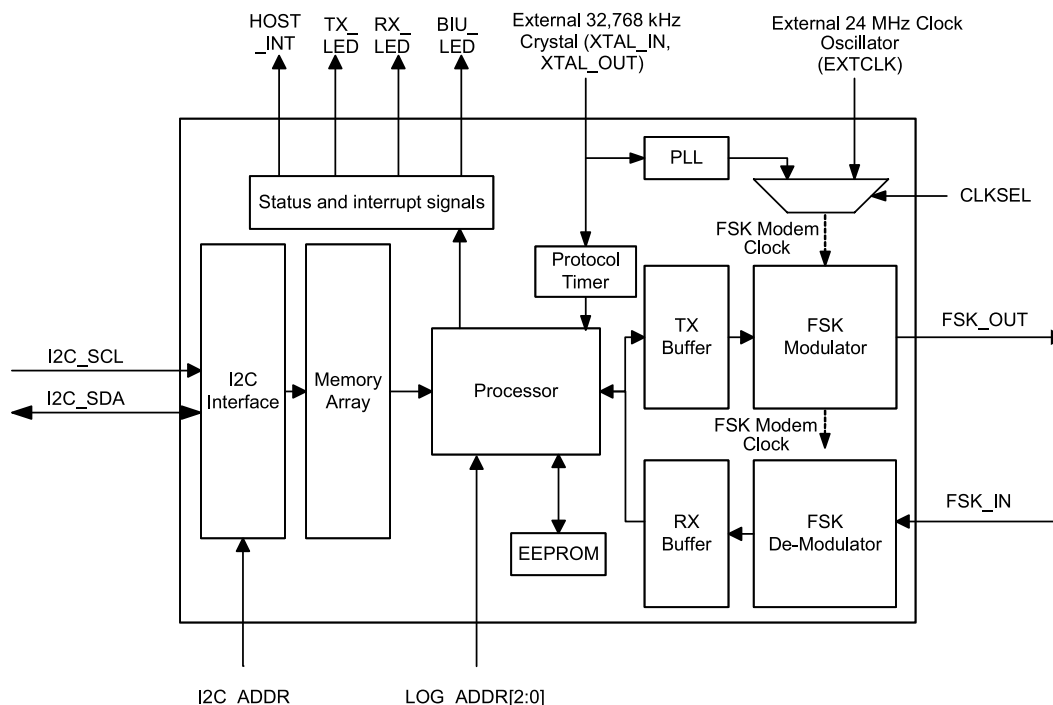 HOST
_INT
TX_
LED
RX_
LED
BIU_
LED
External 32,768 kHz
Crystal (XTAL_IN,
XTAL_OUT)
External 24 MHz Clock
Oscillator
(EXTCLK)
PLL
CLKSEL
Status and interrupt signals
FSK Modem
Clock
Protocol
Timer
TX
Buffer
FSK
Modulator
FSK_OUT
I2C_SCL
I2C_SDA
I2C
Interface
Memory
Array
Processor
FSK Modem
Clock
RX
Buffer
FSK
De-Modulator
FSK_IN
EEPROM
I2C_ADDR
LOG_ADDR[2:0]